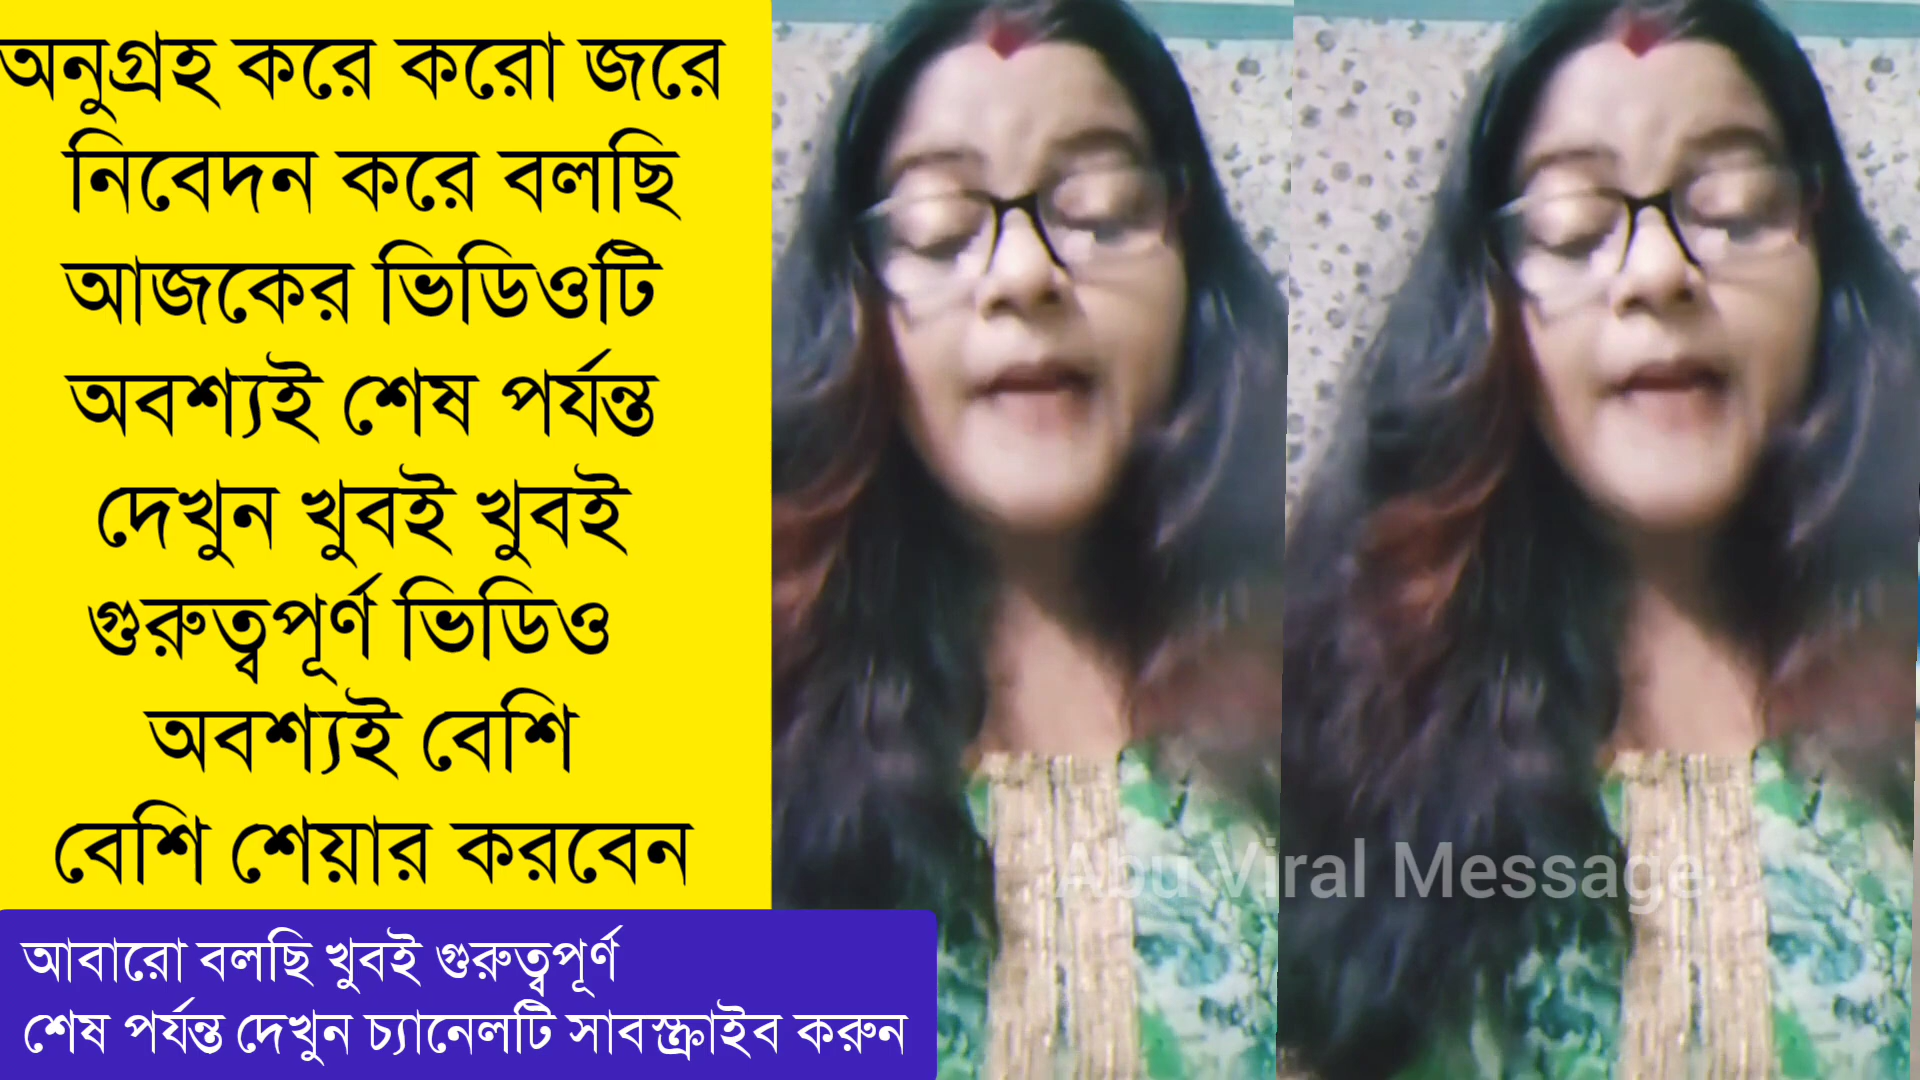 অনুগ্রহ করে করো জরে
নিবেদন করে বলছি
আজকের ভিডিওটি
অবশ্যই শেষ পর্যন্ত
দেখুন খুবই খুবই
গুরুত্বপূর্ণ ভিডিও
অবশ্যই বেশি
বেশি শেয়ার করবেন
আবারো বলছি খুবই গুরুত্বপূর্ণ
শেষ পর্যন্ত দেখুন চ্যানেলটি সাবস্ক্রাইব করুন
Abu Viral Message